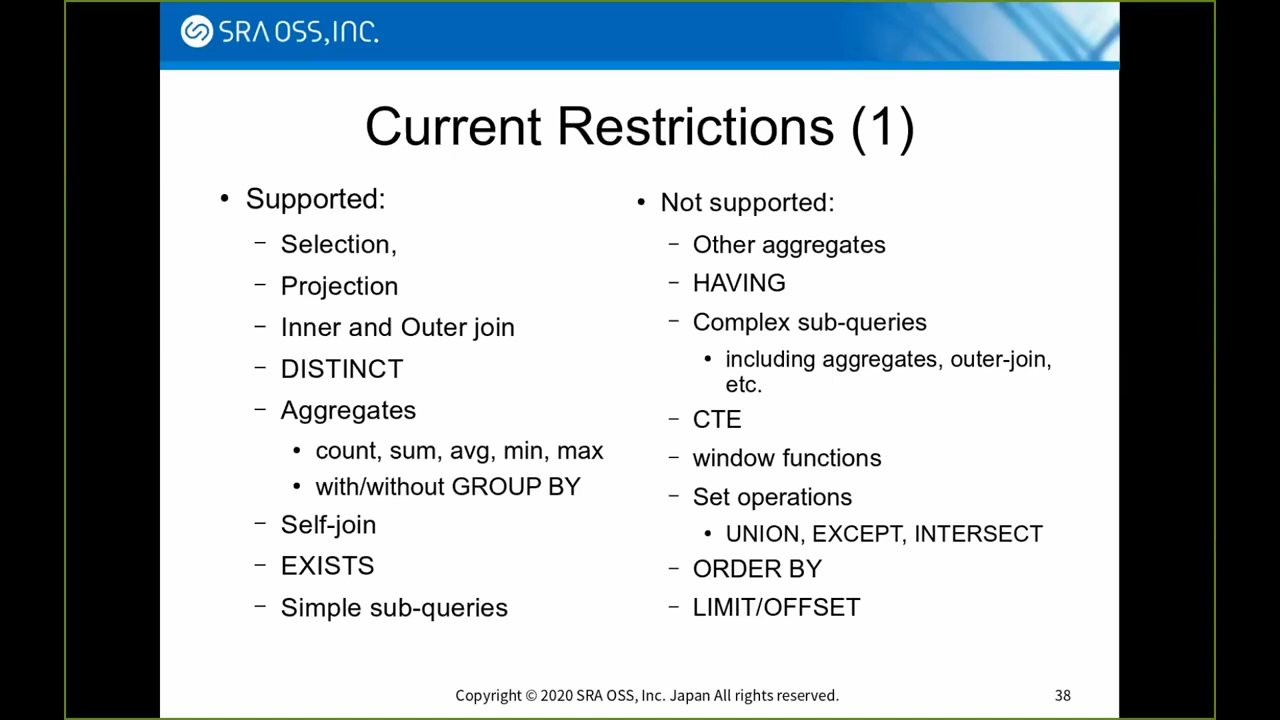 SRA OSS, INC.
Current Restrictions (1)
• Supported:
– Selection,
– Projection
– Inner and Outer join
– DISTINCT
– Aggregates
• count, sum, avg, min, max
• with/without GROUP BY
– Self-join
– EXISTS
– Simple sub-queries
• Not supported:
– Other aggregates
– HAVING
– Complex sub-queries
• including aggregates, outer-join,
etc.
– CTE
– window functions
– Set operations
• UNION, EXCEPT, INTERSECT
– ORDER BY
– LIMIT/OFFSET
Copyright © 2020 SRA OSS, Inc. Japan All rights reserved.
38